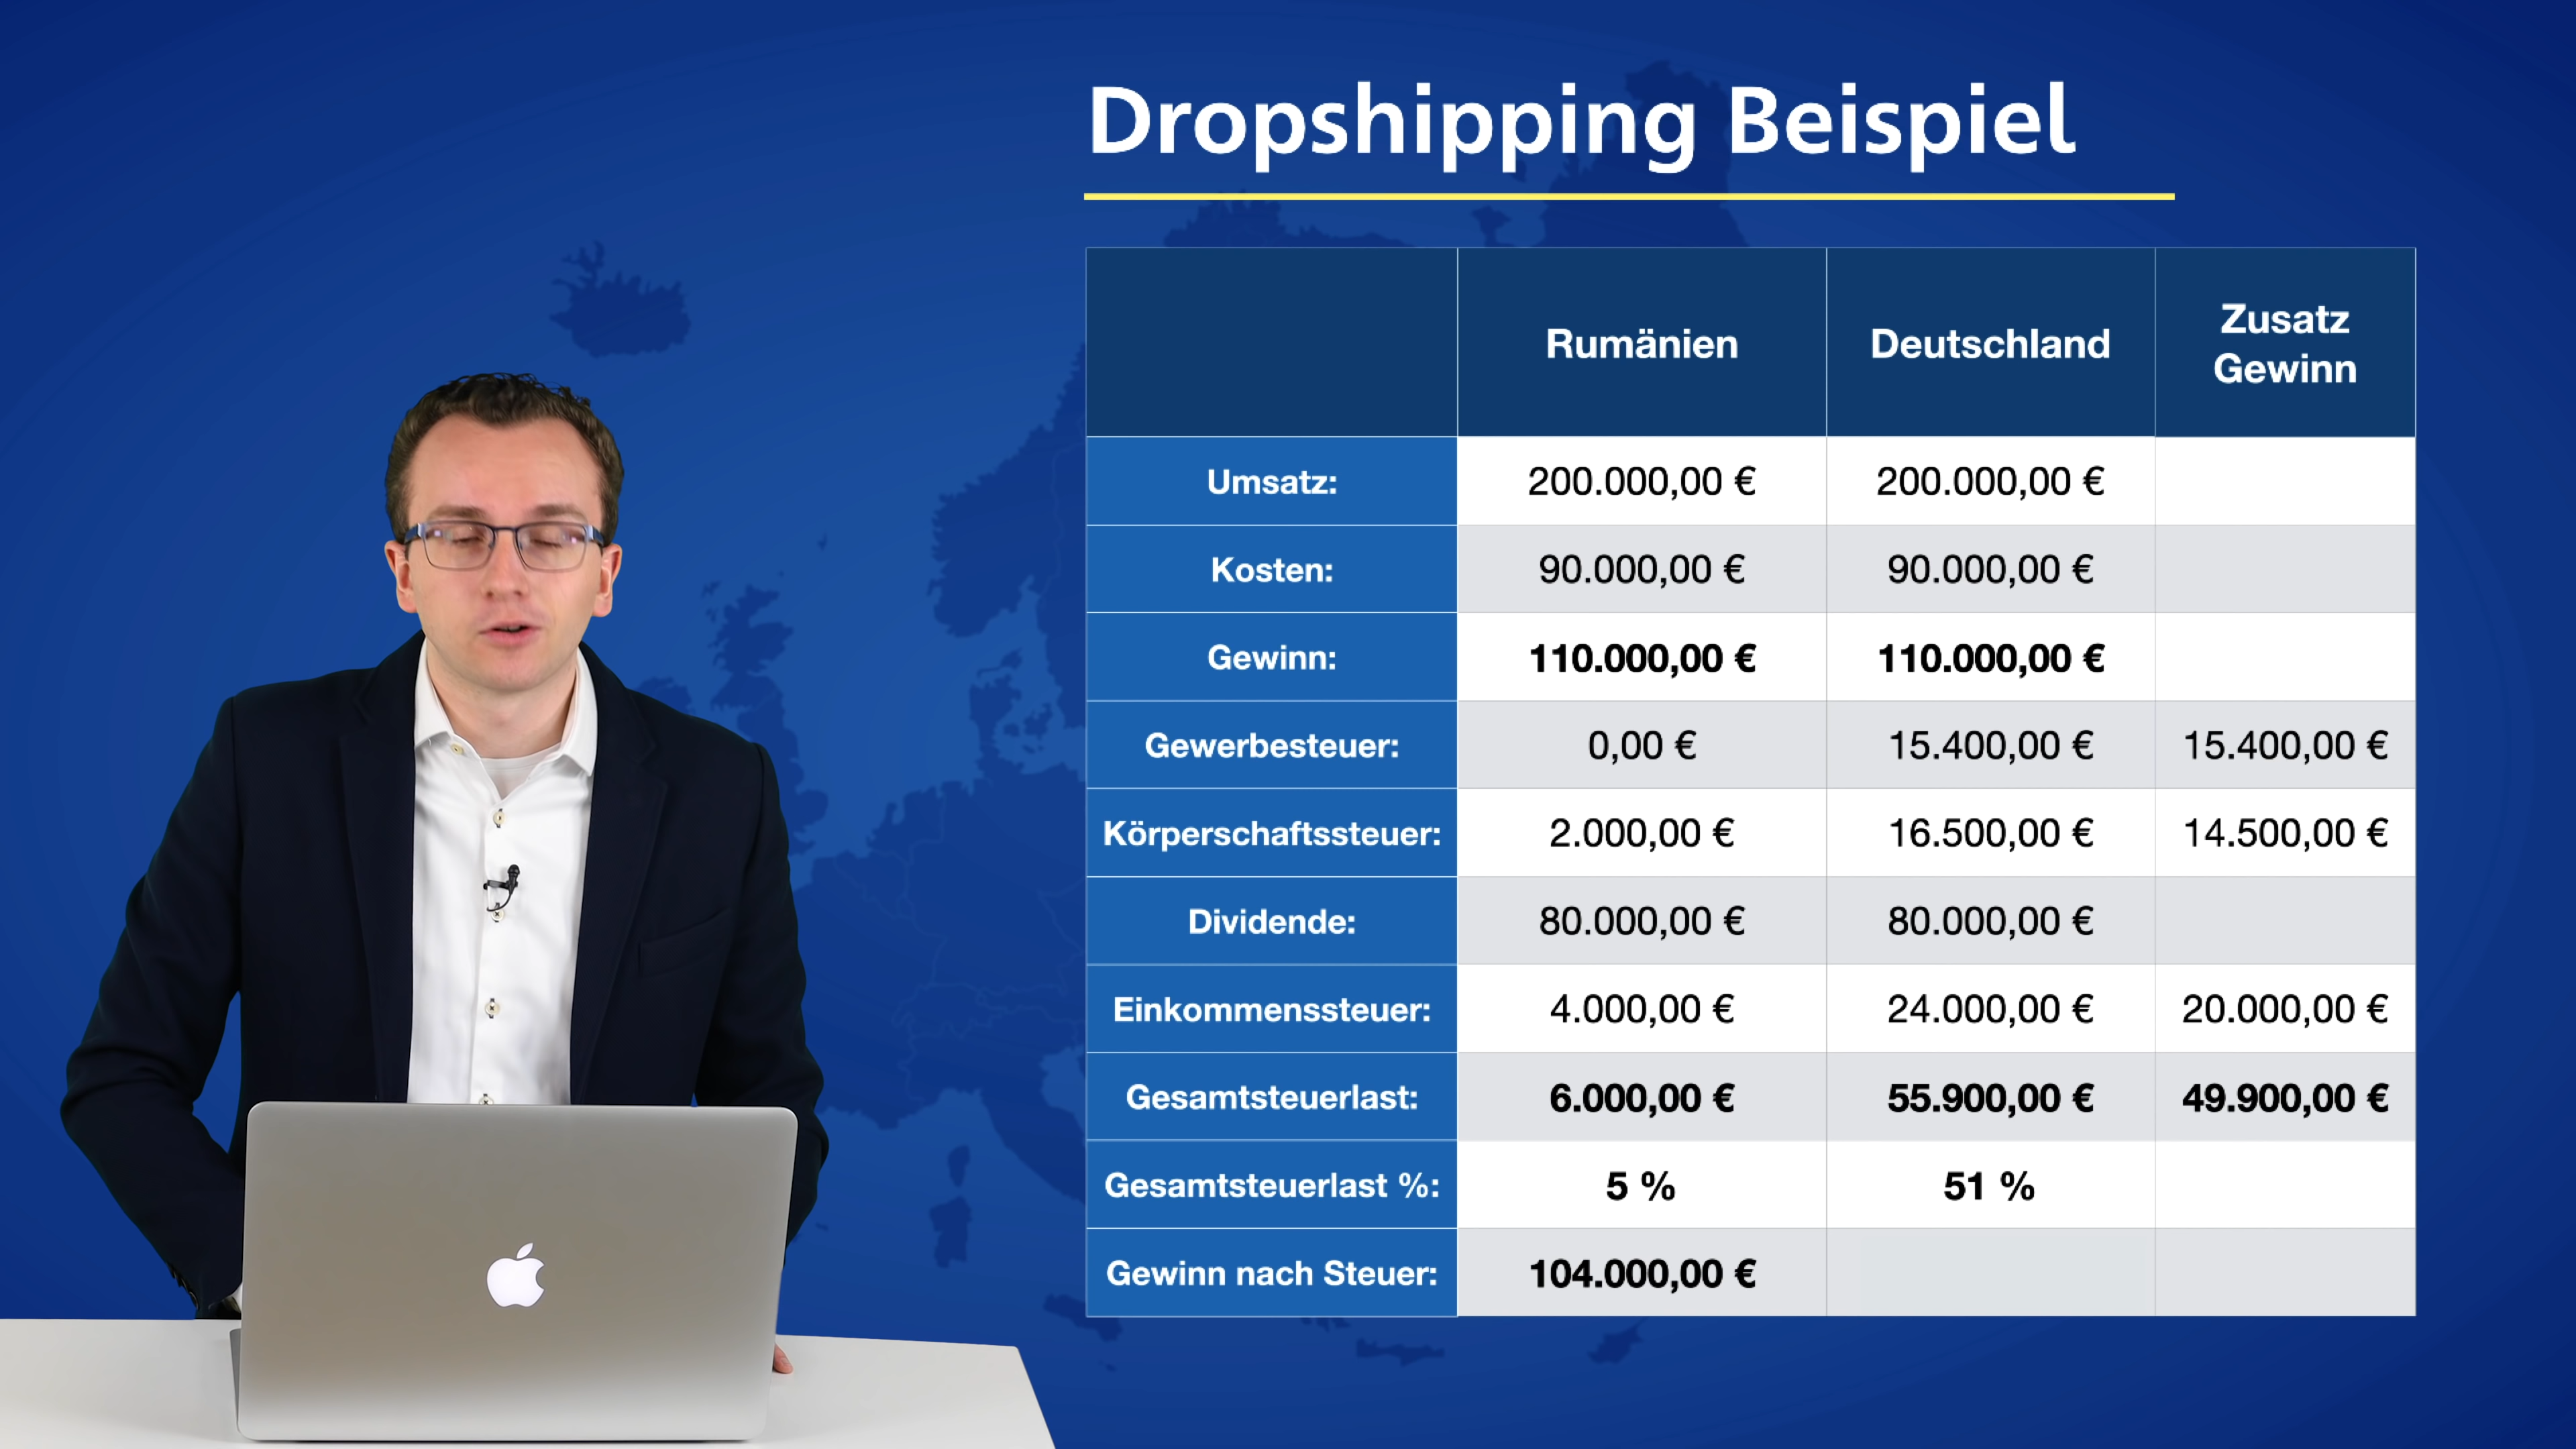 Dropshipping Beispiel
Rumänien Deutschland Zusatz Gewinn
Umsatz: 200.000,00 € 200.000,00 €
Kosten: 90.000,00 € 90.000,00 €
Gewinn: 110.000,00 € 110.000,00 €
Gewerbesteuer: 0,00 € 15.400,00 € 15.400,00 €
Körperschaftssteuer: 2.000,00 € 16.500,00 € 14.500,00 €
Dividende: 80.000,00 € 80.000,00 €
Einkommenssteuer: 4.000,00 € 24.000,00 € 20.000,00 €
Gesamtsteuerlast: 6.000,00 € 55.900,00 € 49.900,00 €
Gesamtsteuerlast %: 5 % 51 %
Gewinn nach Steuer: 104.000,00 €